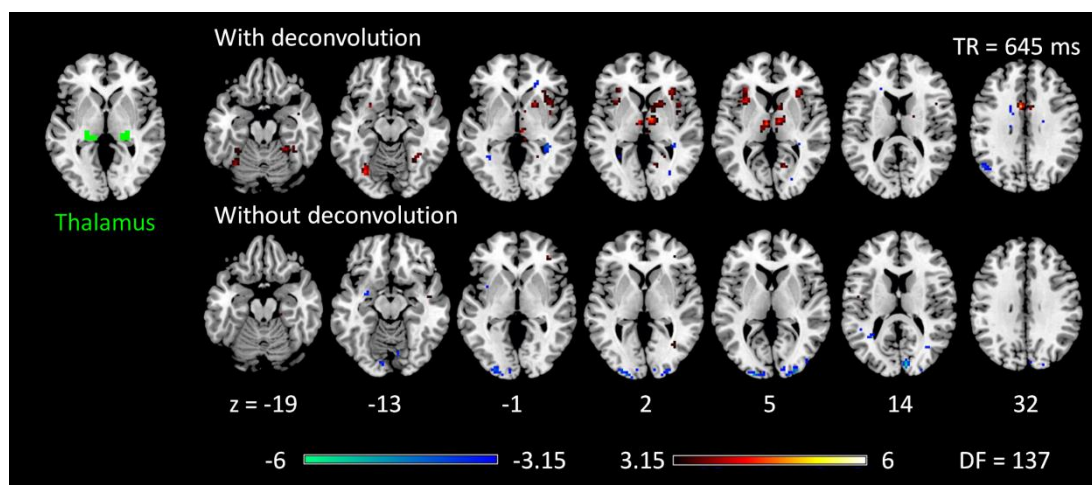 With deconvolution
TR = 645 ms
Thalamus
Without deconvolution
z = -19 -13 -1 2 5 14 32
-6 -3.15 3.15 6 DF = 137